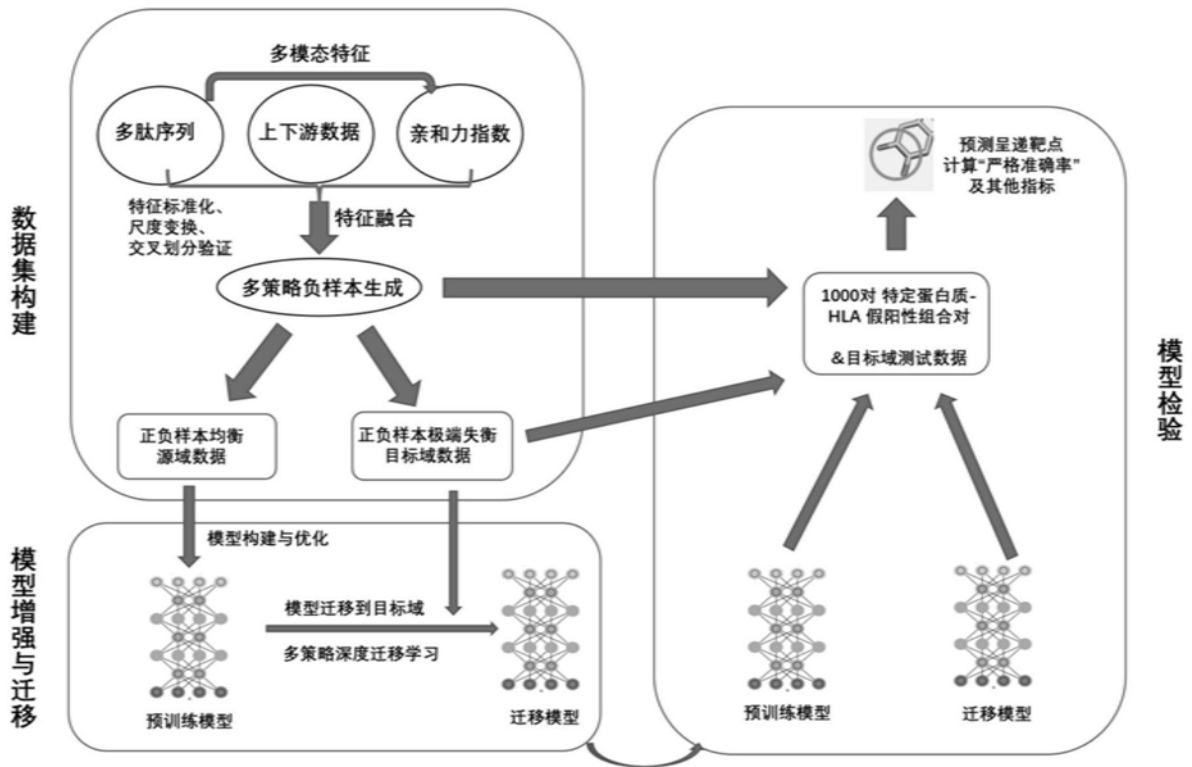 数据集构建
多模态特征
多肽序列
上下游数据
亲和力指数
特征标准化、
尺度变换、
交叉划分验证
特征融合
多策略负样本生成
正负样本均衡
源域数据
正负样本极端失衡
目标域数据
模型增强与迁移
模型构建与优化
模型迁移到目标域
多策略深度迁移学习
预训练模型
迁移模型
模型检验
预测呈递靶点
计算“严格准确率”
及其他指标
1000对 特定蛋白质-
HLA 假阳性组合对
&目标域测试数据
预训练模型
迁移模型